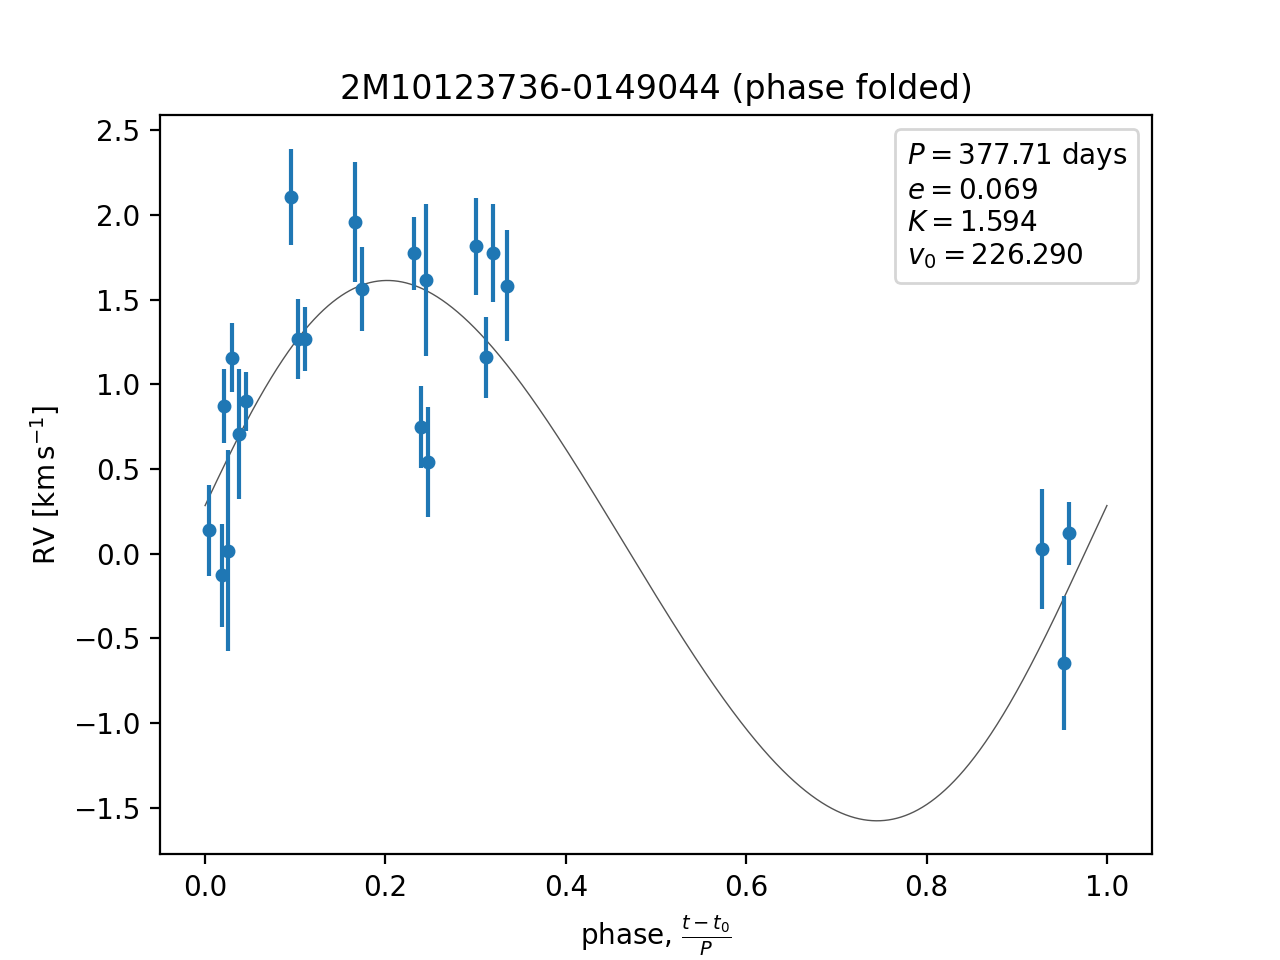 2M10123736-0149044 (phase folded)
P = 377.71 days
e = 0.069
K = 1.594
v₀ = 226.290
2.5
2.0
1.5
1.0
0.5
0.0
−0.5
−1.0
−1.5
RV [km s⁻¹]
0.0 0.2 0.4 0.6 0.8 1.0
phase, (t − t₀)/P